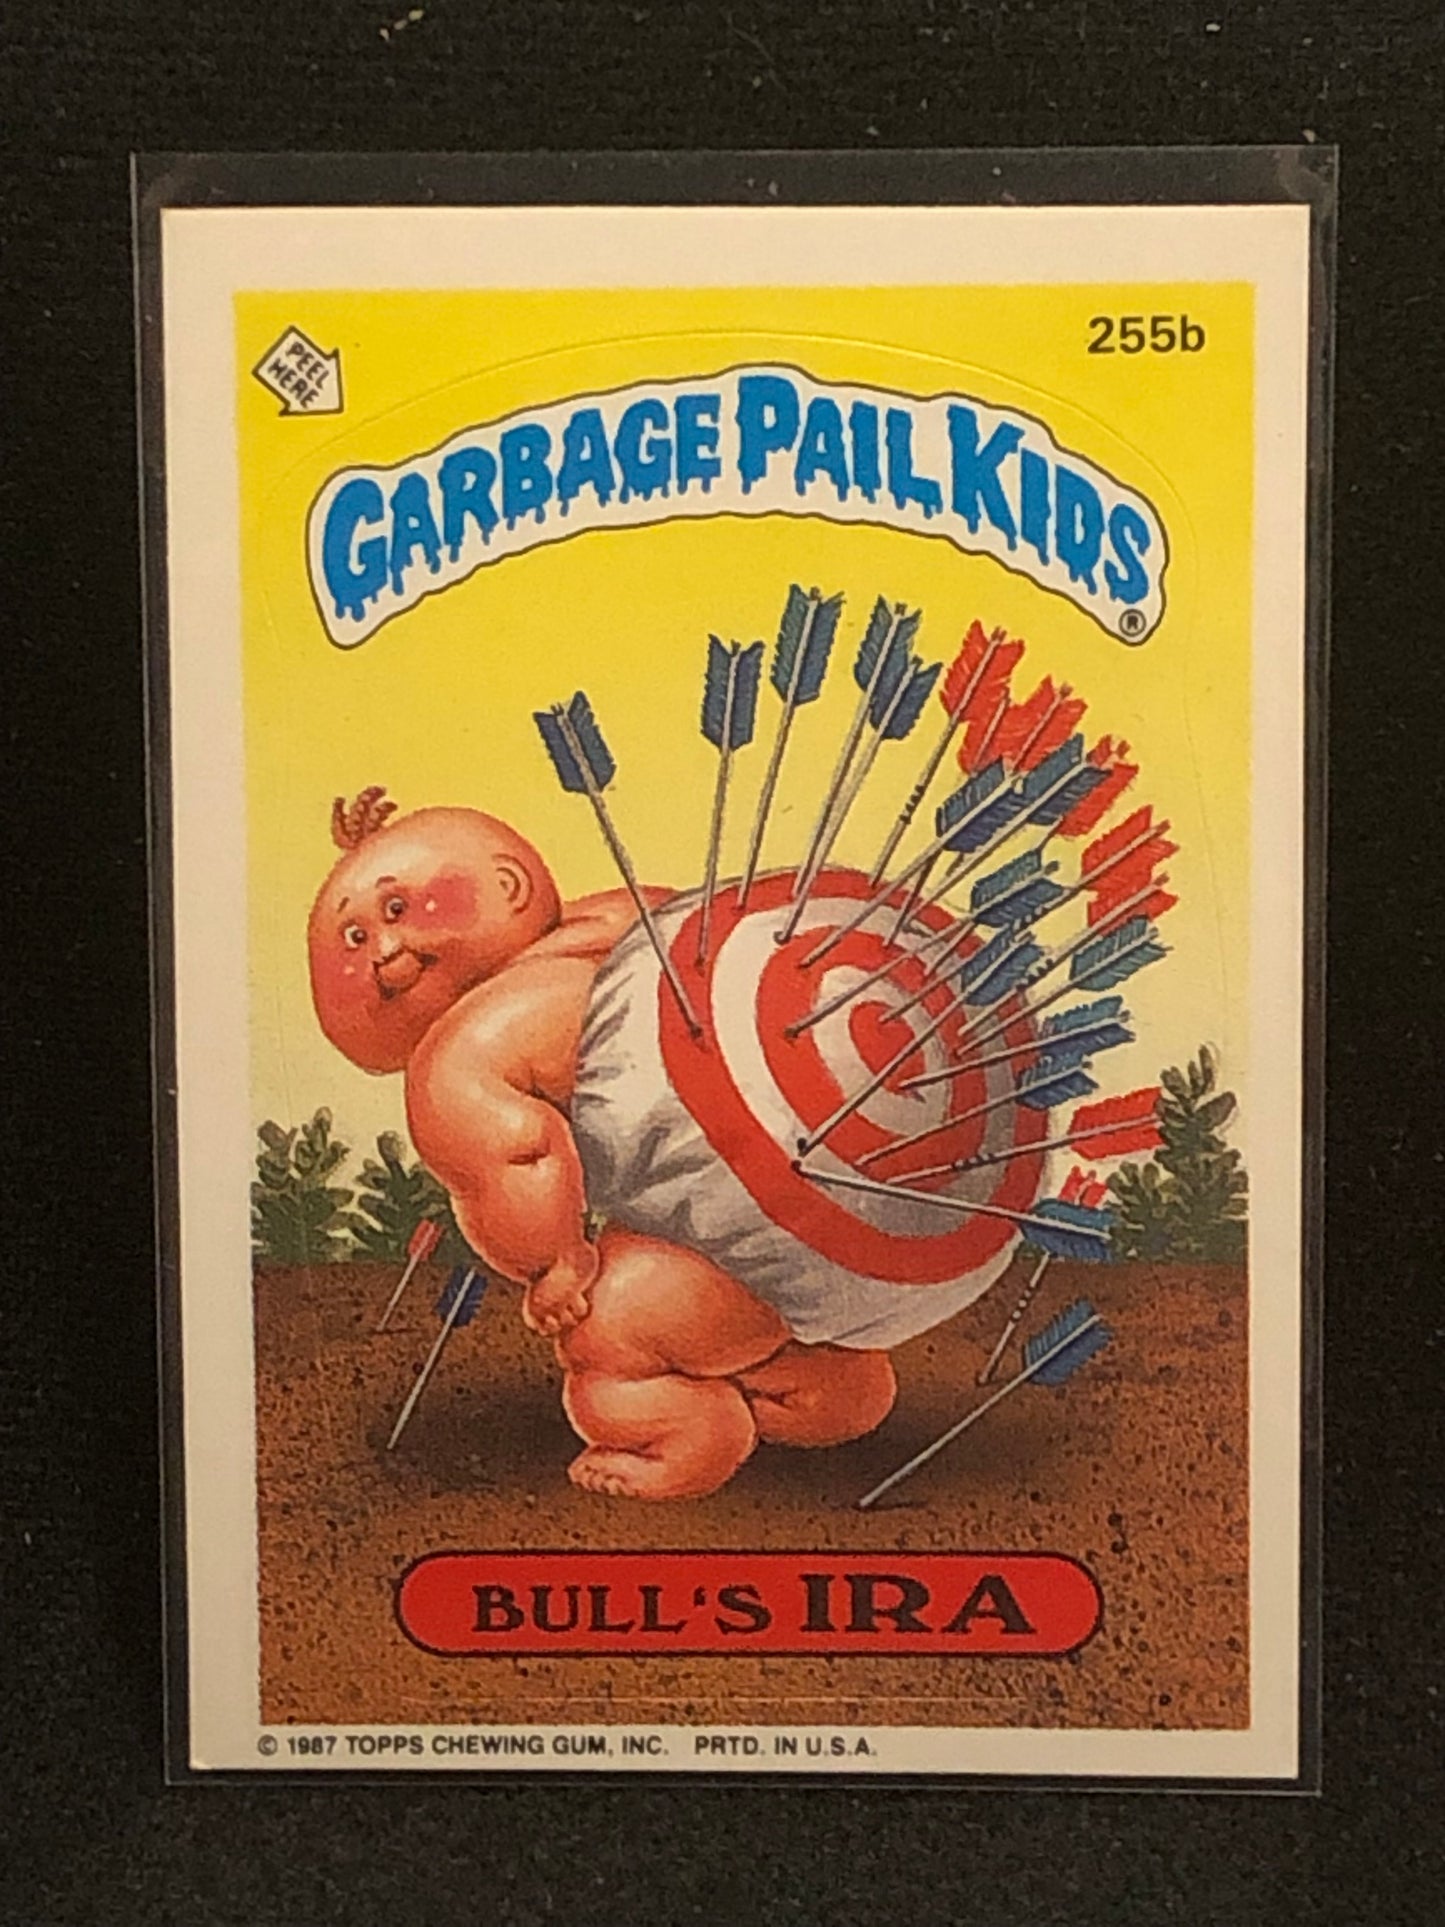 PEEL
HERE
255b
GARBAGE PAIL KIDS®
BULL'S IRA
© 1987 TOPPS CHEWING GUM, INC. PRTD. IN U.S.A.